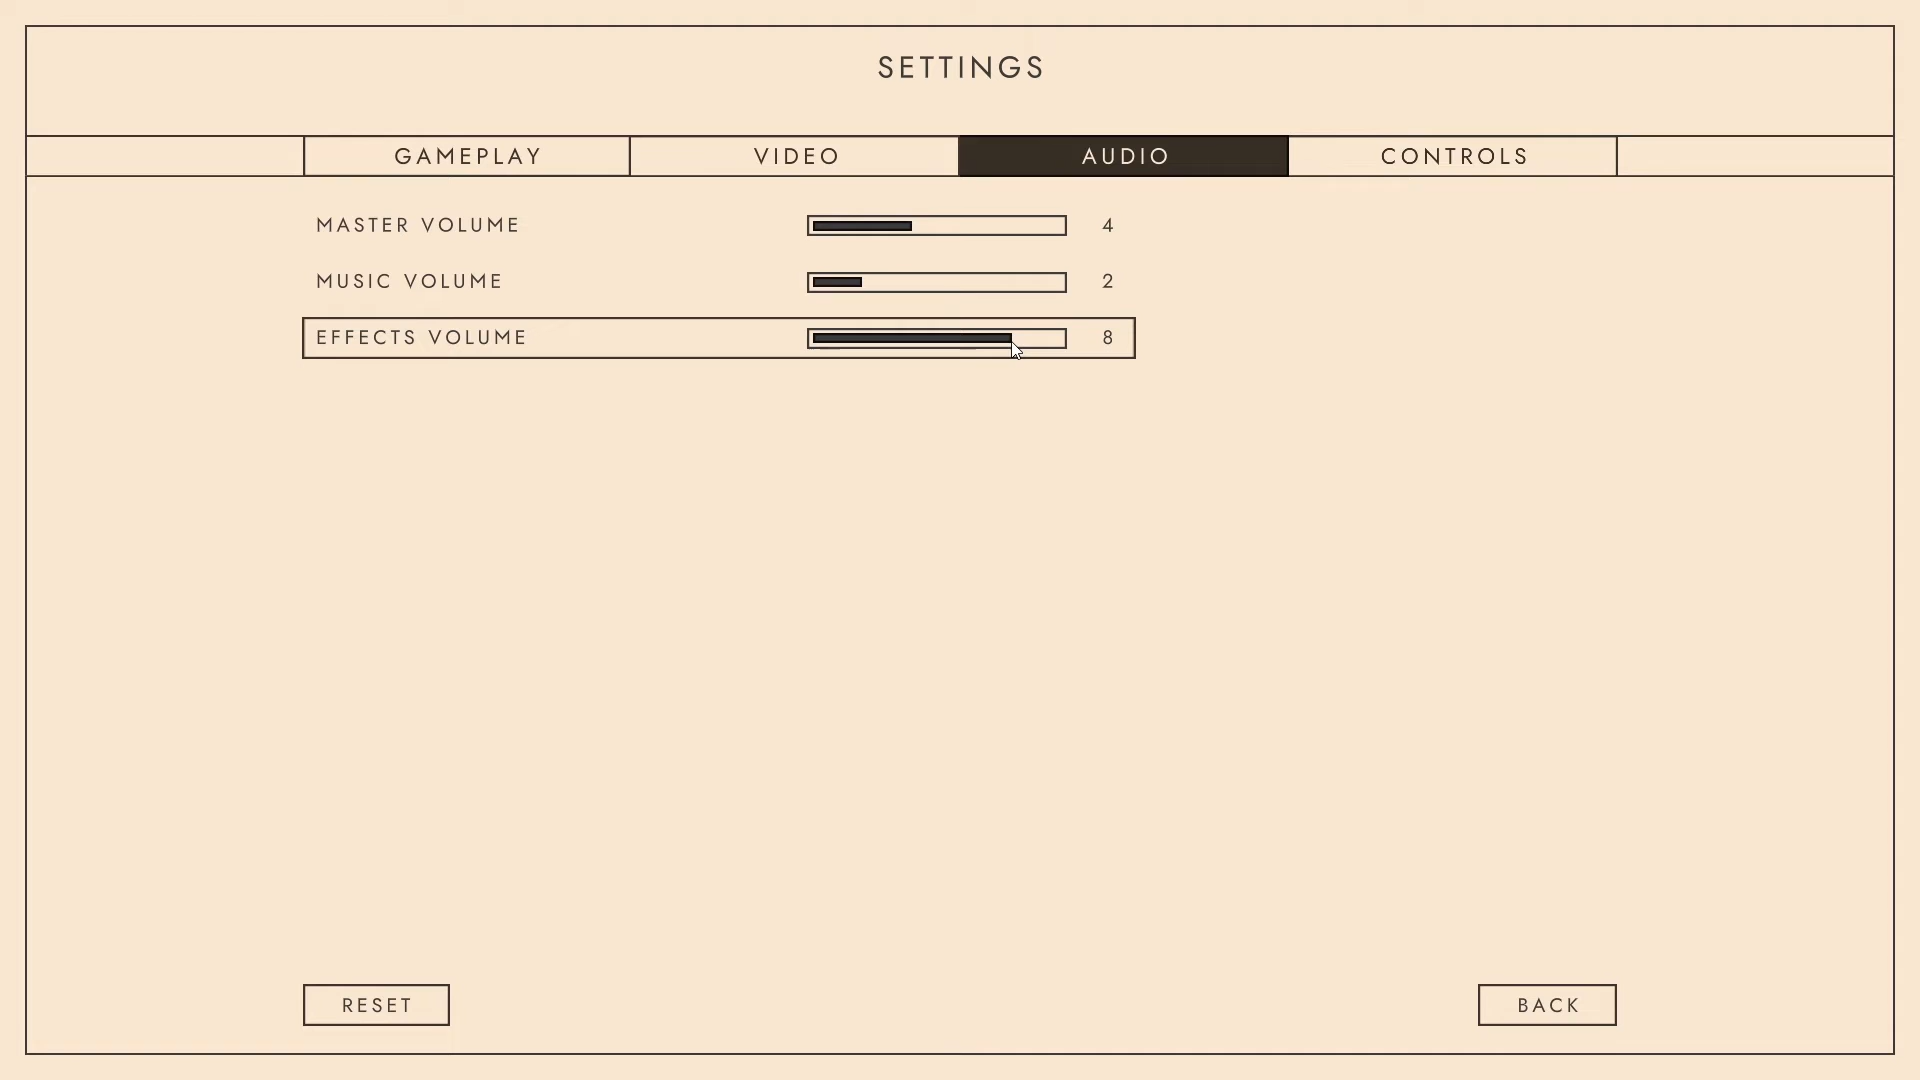 SETTINGS
GAMEPLAY VIDEO AUDIO CONTROLS
MASTER VOLUME 4
MUSIC VOLUME 2
EFFECTS VOLUME 8
RESET BACK